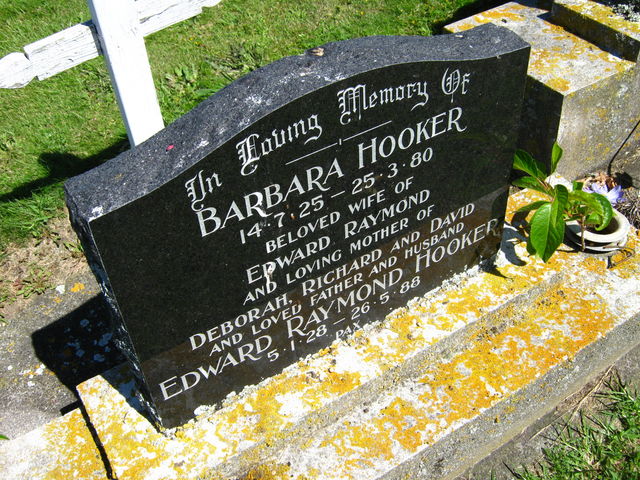 In Loving Memory Of
BARBARA HOOKER
14·7·25 - 25·3·80
BELOVED WIFE OF
EDWARD RAYMOND
AND LOVING MOTHER OF
DEBORAH, RICHARD AND DAVID
AND LOVED FATHER AND HUSBAND
EDWARD RAYMOND HOOKER
5·1·28 - 26·5·88
PAX